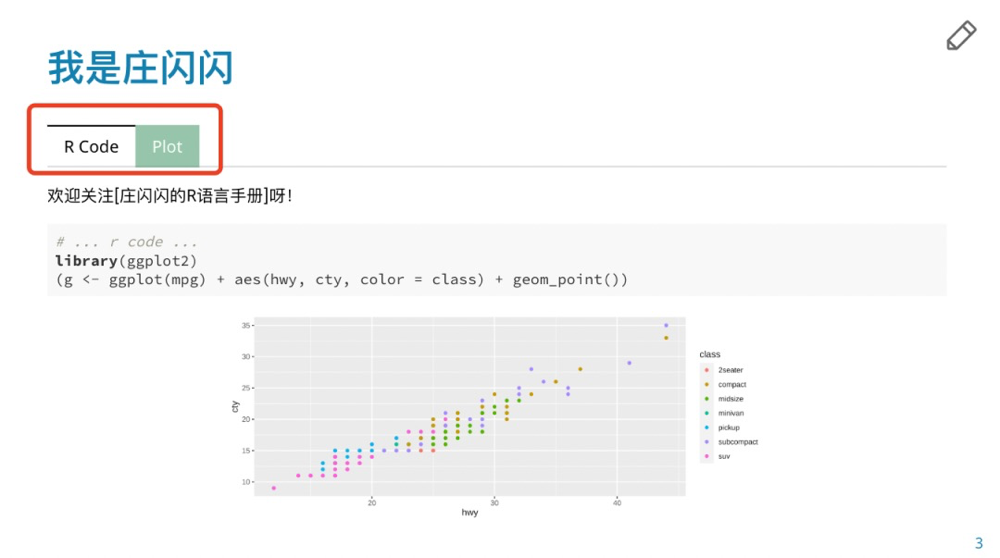 我是庄闪闪
R Code Plot
欢迎关注[庄闪闪的R语言手册]呀!
# ... r code ...
library(ggplot2)
(g <- ggplot(mpg) + aes(hwy, cty, color = class) + geom_point())
35
30
25
20
15
10
cty
20 30 40
hwy
class
2seater
compact
midsize
minivan
pickup
subcompact
suv
3